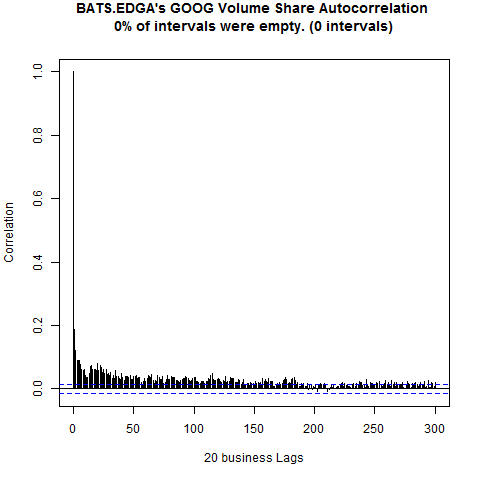 BATS.EDGA's GOOG Volume Share Autocorrelation
0% of intervals were empty. (0 intervals)
Correlation
1.0
0.8
0.6
0.4
0.2
0.0
0 50 100 150 200 250 300
20 business Lags